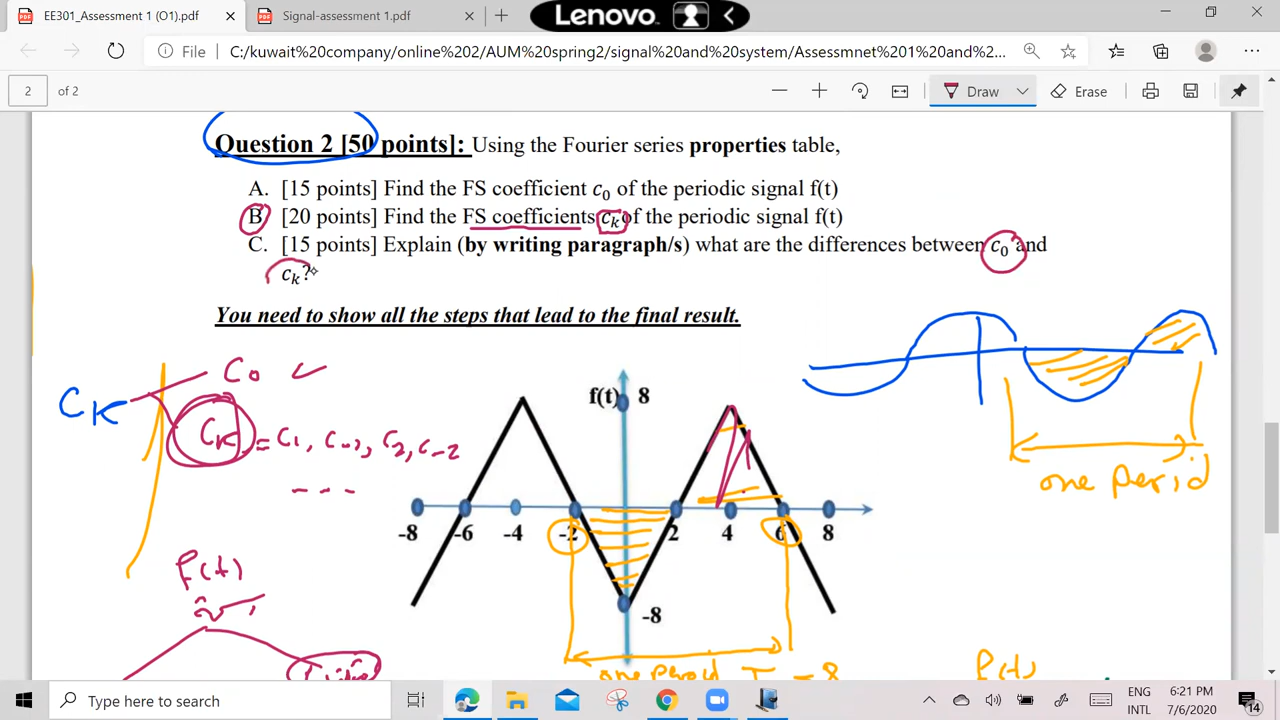 EE301_Assessment 1 (O1).pdf
Signal-assessment 1.pdf
Lenovo
File
C:/kuwait%20company/online%202/AUM%20spring2/signal%20and%20system/Assessmnet%201%20and%2...
2 of 2
Draw
Erase
Question 2 [50 points]: Using the Fourier series properties table,
A. [15 points] Find the FS coefficient c0 of the periodic signal f(t)
B. [20 points] Find the FS coefficients ck of the periodic signal f(t)
C. [15 points] Explain (by writing paragraph/s) what are the differences between c0 and
ck?
You need to show all the steps that lead to the final result.
CK
C0
CK = C1, C-1, C2, C-2
---
one period
f(t) 8
-8 -6 -4 -2 2 4 6 8
-8
f(t)
one period T = 8
f(t)
Type here to search
ENG
INTL
6:21 PM
7/6/2020
14